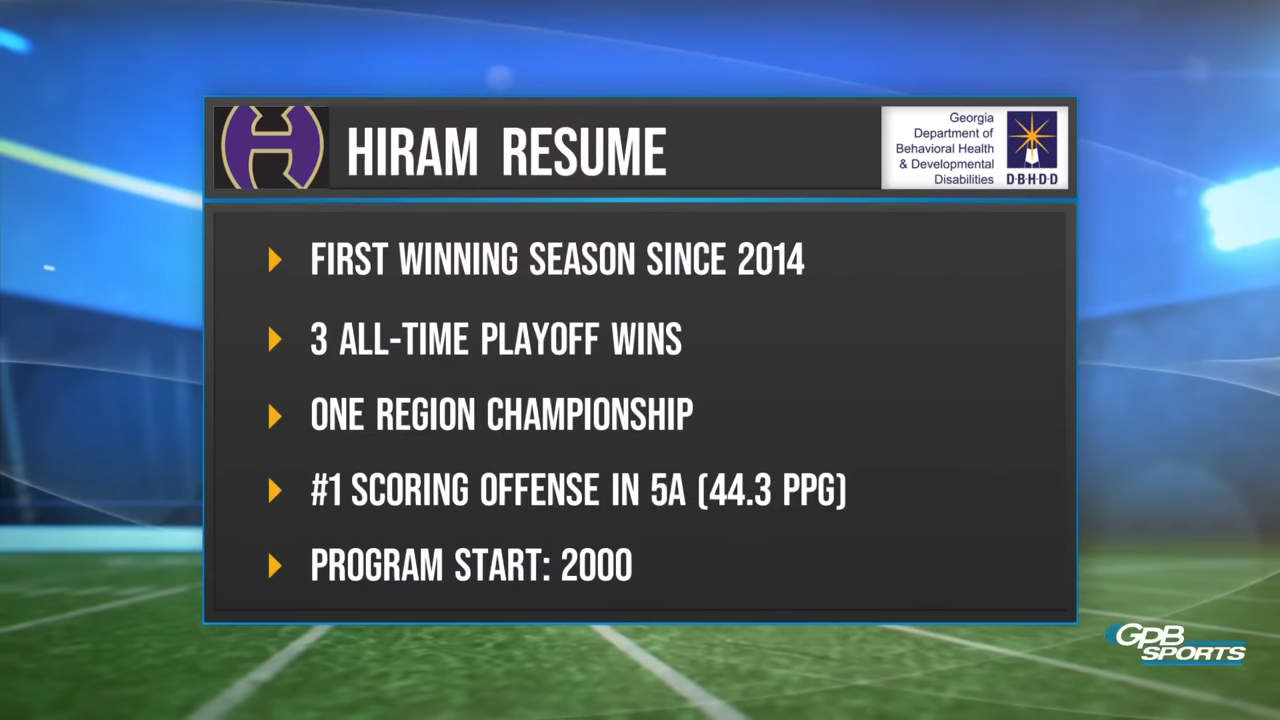 H
HIRAM RESUME
Georgia
Department of
Behavioral Health
& Developmental
Disabilities
D·B·H·D·D
FIRST WINNING SEASON SINCE 2014
3 ALL-TIME PLAYOFF WINS
ONE REGION CHAMPIONSHIP
#1 SCORING OFFENSE IN 5A (44.3 PPG)
PROGRAM START: 2000
GPB
SPORTS